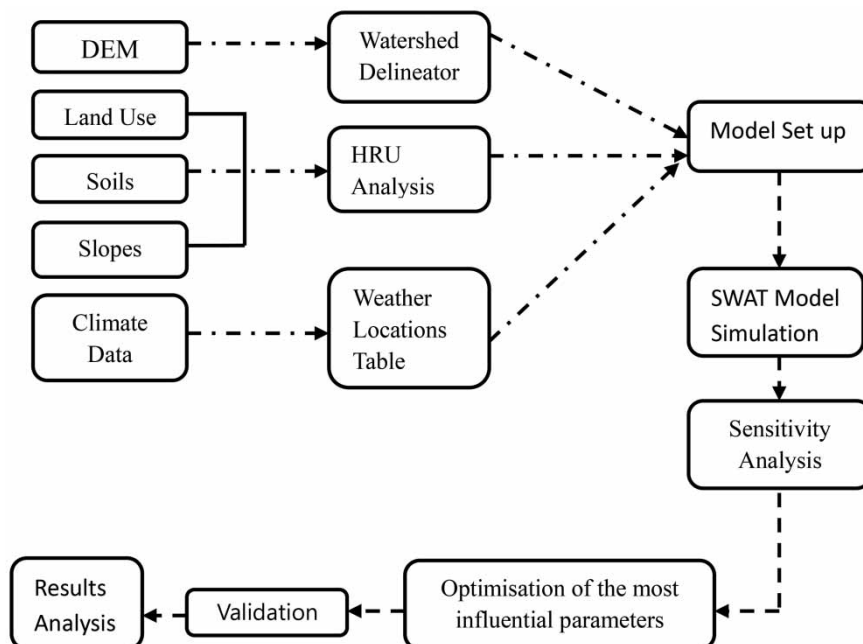 DEM
Watershed
Delineator
Land Use
HRU
Analysis
Model Set up
Soils
Slopes
Climate
Data
Weather
Locations
Table
SWAT Model
Simulation
Sensitivity
Analysis
Optimisation of the most
influential parameters
Validation
Results
Analysis